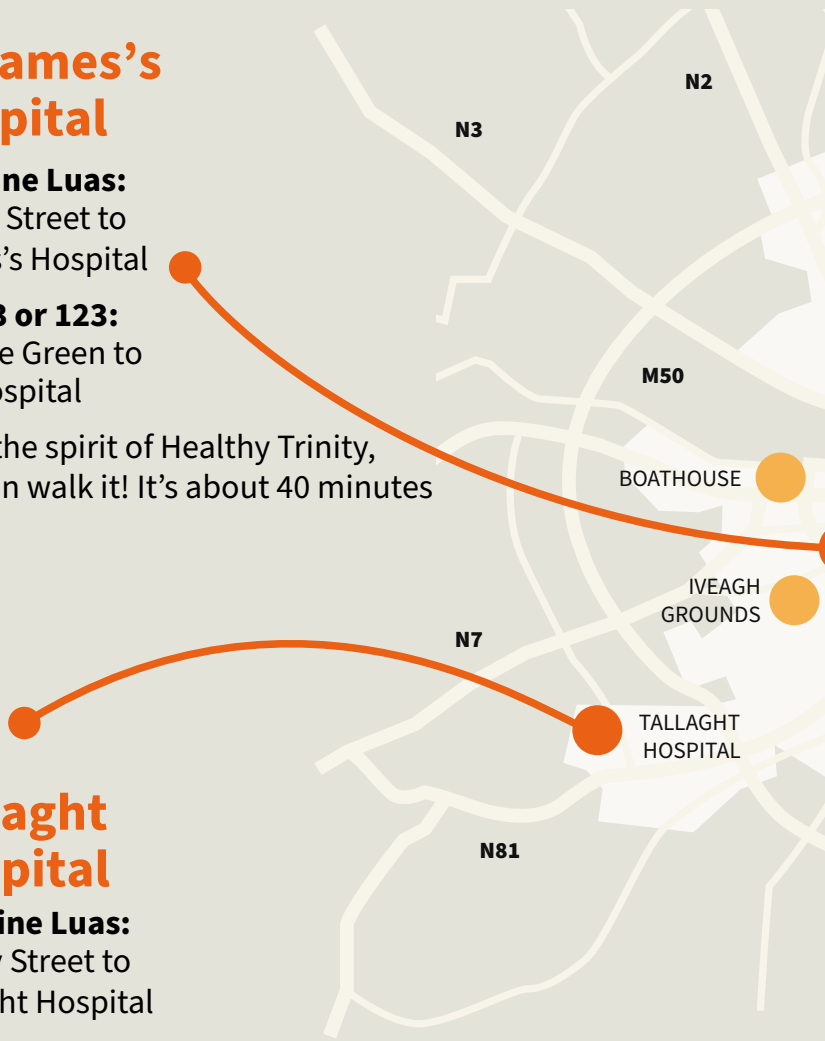 ames’s
pital
ne Luas:
Street to
s’s Hospital
3 or 123:
e Green to
ospital
the spirit of Healthy Trinity,
n walk it! It’s about 40 minutes
N2
N3
M50
BOATHOUSE
IVEAGH
GROUNDS
N7
TALLAGHT
HOSPITAL
N81
aght
pital
ine Luas:
y Street to
ht Hospital